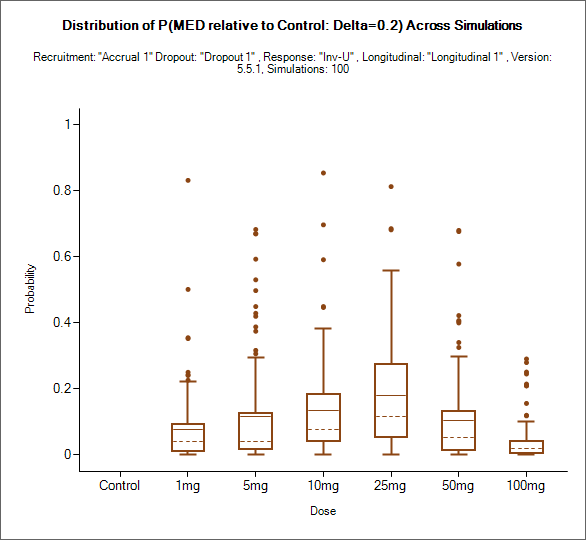 Distribution of P(MED relative to Control: Delta=0.2) Across Simulations
Recruitment: "Accrual 1" Dropout: "Dropout 1" , Response: "Inv-U" , Longitudinal: "Longitudinal 1" , Version:
5.5.1, Simulations: 100
1
0.8
0.6
0.4
0.2
0
Probability
Control 1mg 5mg 10mg 25mg 50mg 100mg
Dose